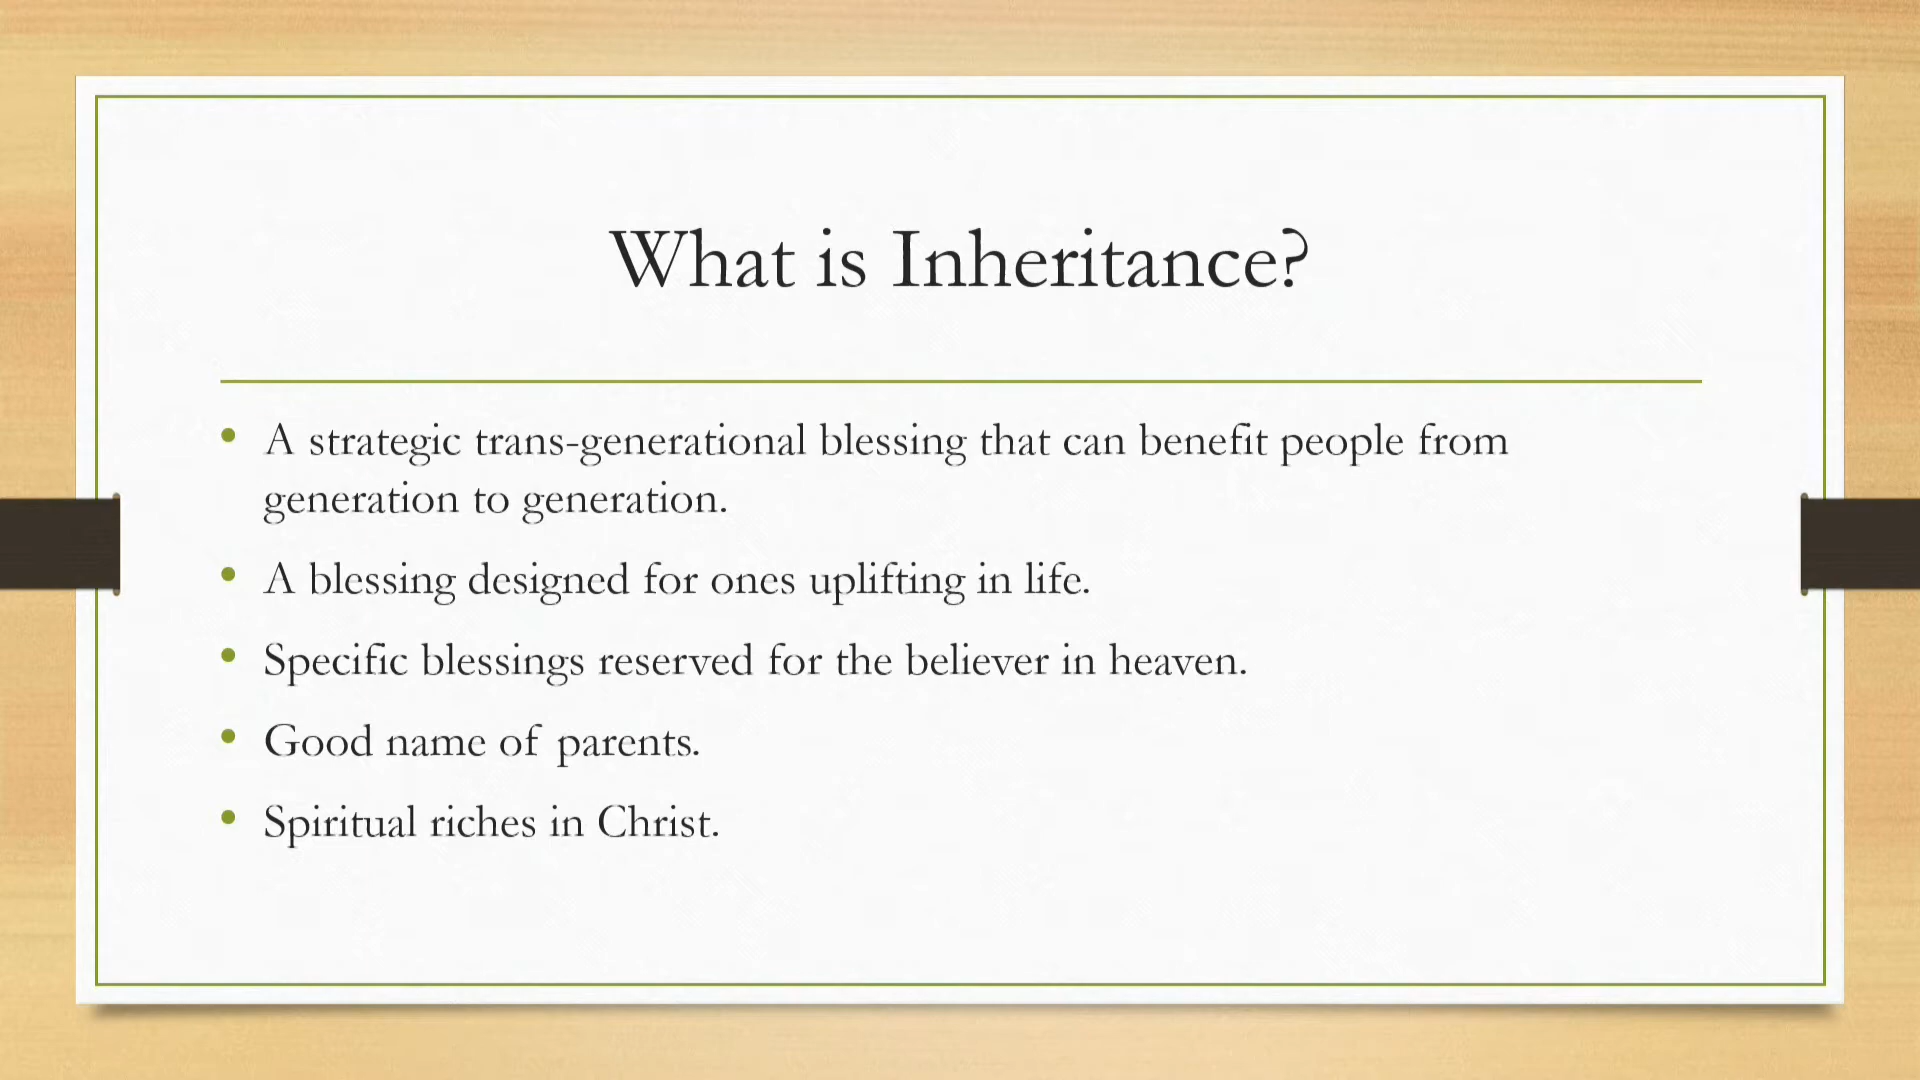 What is Inheritance?
• A strategic trans-generational blessing that can benefit people from
generation to generation.
• A blessing designed for ones uplifting in life.
• Specific blessings reserved for the believer in heaven.
• Good name of parents.
• Spiritual riches in Christ.